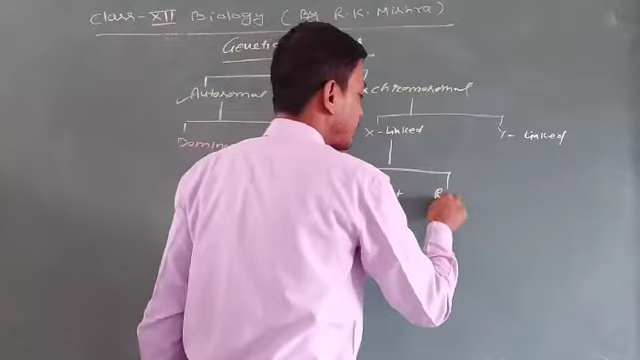 Class-XII Biology (By R.K. Mishra)
Genetic
Autosomal chromosomal
X-Linked Y-Linked
Domin
R